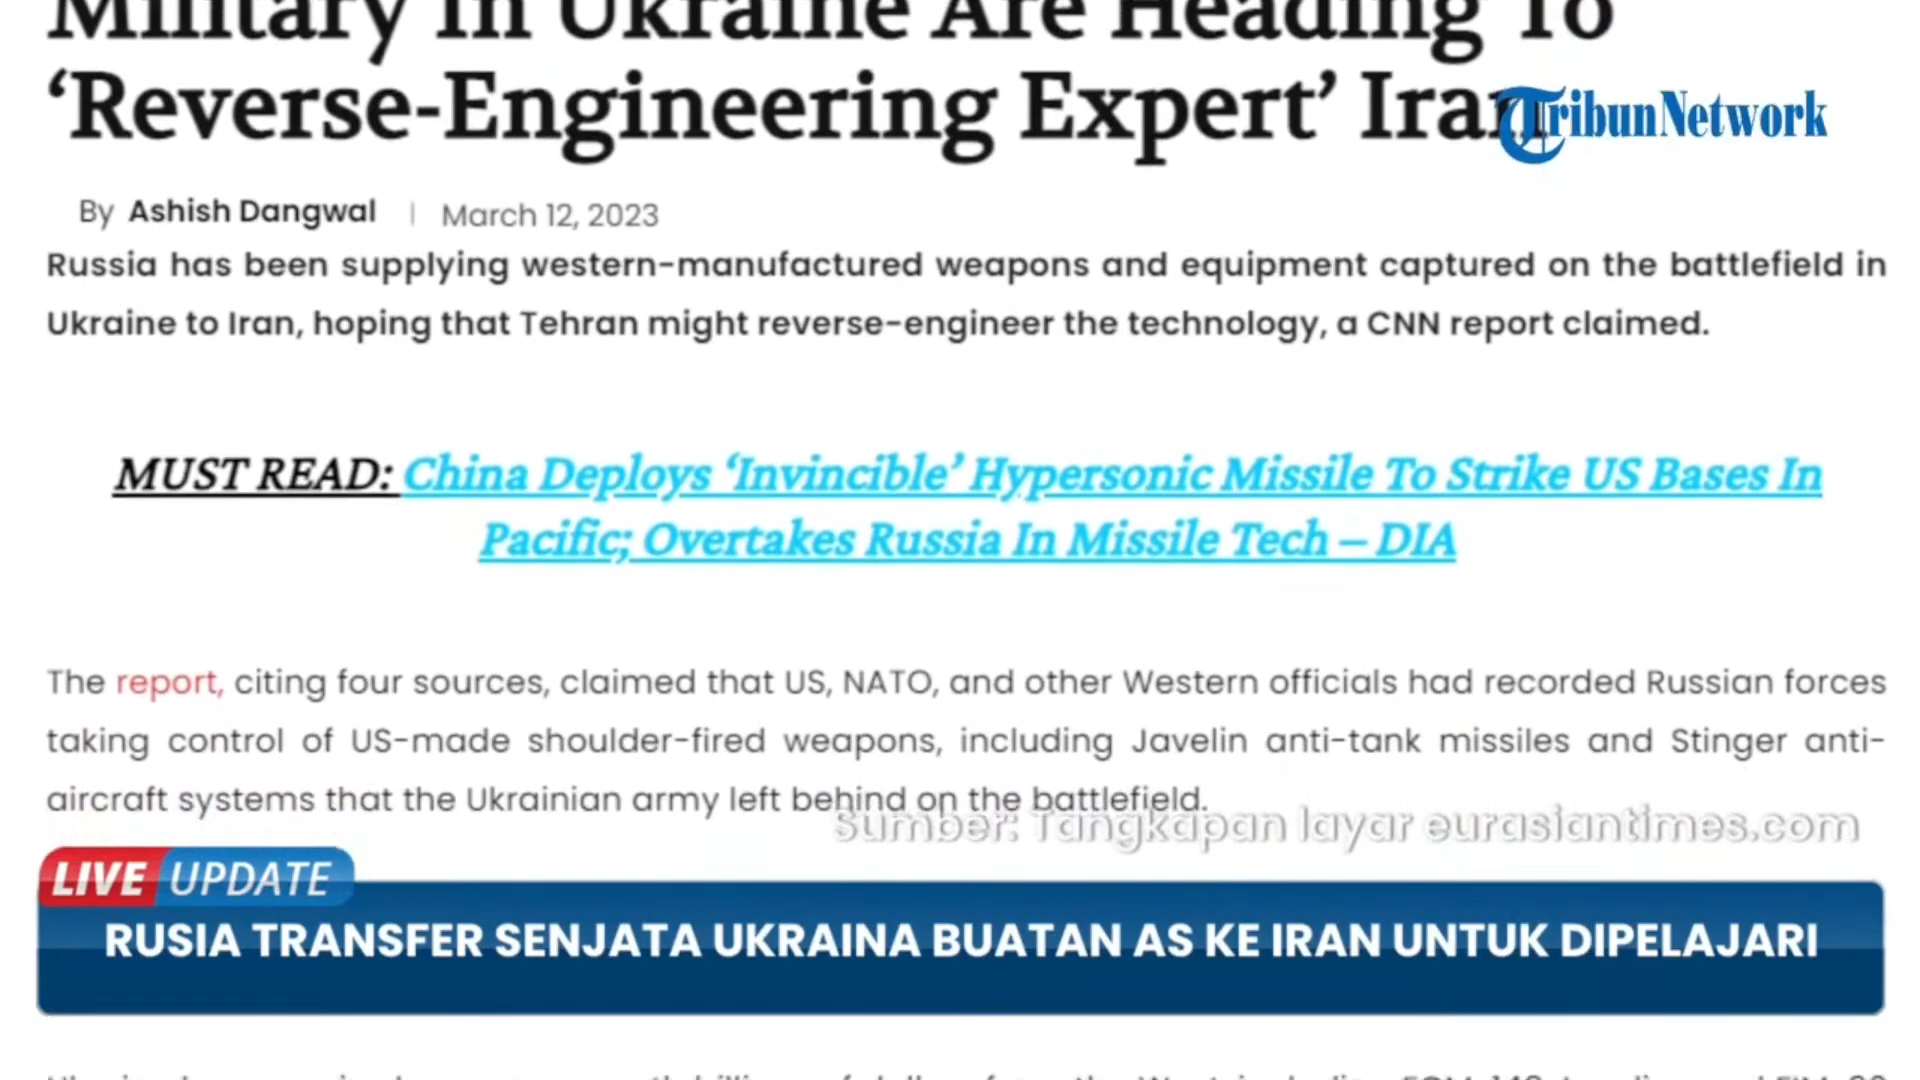 Military In Ukraine Are Heading To
‘Reverse-Engineering Expert’ Iran
TribunNetwork
By Ashish Dangwal | March 12, 2023
Russia has been supplying western-manufactured weapons and equipment captured on the battlefield in
Ukraine to Iran, hoping that Tehran might reverse-engineer the technology, a CNN report claimed.
MUST READ: China Deploys ‘Invincible’ Hypersonic Missile To Strike US Bases In
Pacific; Overtakes Russia In Missile Tech – DIA
The report, citing four sources, claimed that US, NATO, and other Western officials had recorded Russian forces
taking control of US-made shoulder-fired weapons, including Javelin anti-tank missiles and Stinger anti-
aircraft systems that the Ukrainian army left behind on the battlefield.
Sumber: Tangkapan layar eurasiantimes.com
LIVE UPDATE
RUSIA TRANSFER SENJATA UKRAINA BUATAN AS KE IRAN UNTUK DIPELAJARI